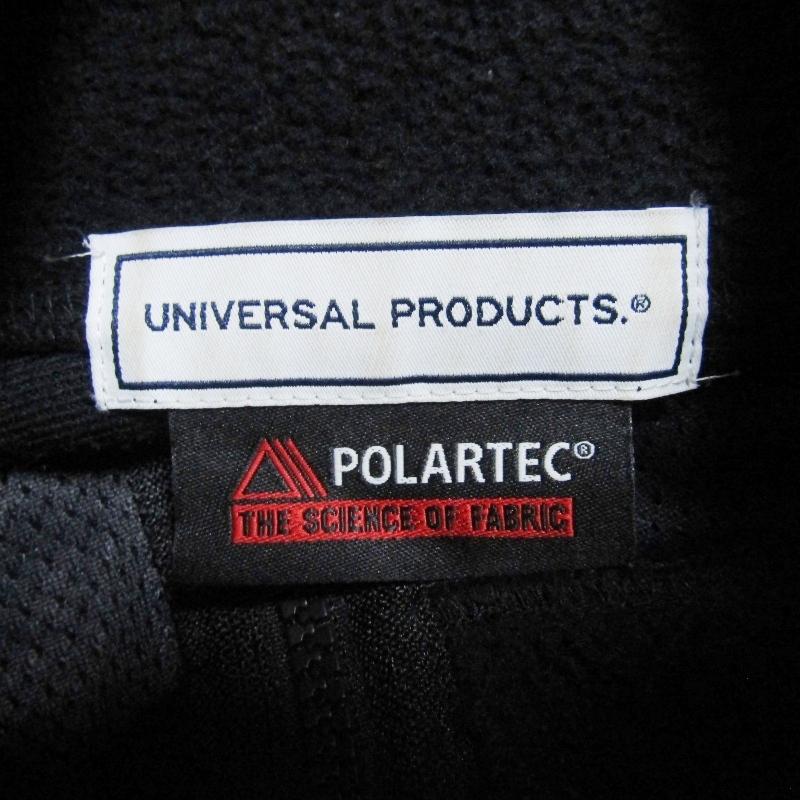 UNIVERSAL PRODUCTS.®
POLARTEC®
THE SCIENCE OF FABRIC